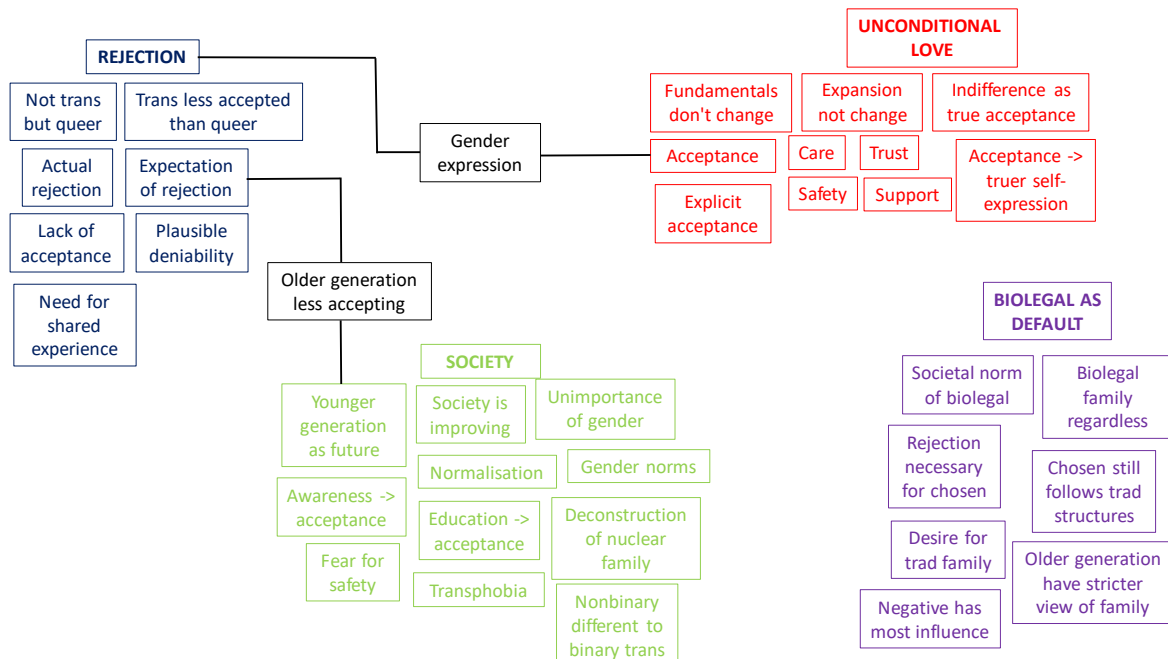 REJECTION
Not trans
but queer
Trans less accepted
than queer
Actual
rejection
Expectation
of rejection
Lack of
acceptance
Plausible
deniability
Need for
shared
experience
Gender
expression
Older generation
less accepting
UNCONDITIONAL
LOVE
Fundamentals
don't change
Expansion
not change
Indifference as
true acceptance
Acceptance
Care
Trust
Acceptance ->
truer self-
expression
Explicit
acceptance
Safety
Support
SOCIETY
Younger
generation
as future
Society is
improving
Unimportance
of gender
Normalisation
Gender norms
Awareness ->
acceptance
Education ->
acceptance
Deconstruction
of nuclear
family
Fear for
safety
Transphobia
Nonbinary
different to
binary trans
BIOLEGAL AS
DEFAULT
Societal norm
of biolegal
Biolegal
family
regardless
Rejection
necessary
for chosen
Chosen still
follows trad
structures
Desire for
trad family
Older generation
have stricter
view of family
Negative has
most influence